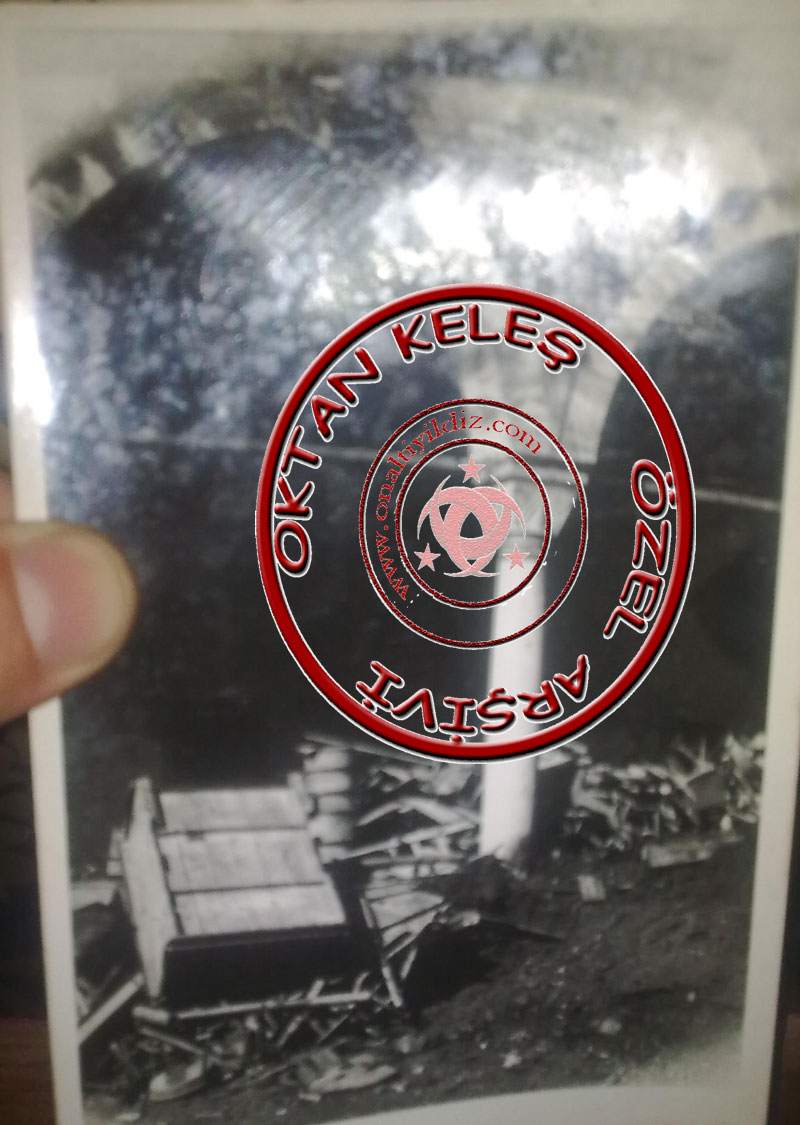 OKTAN KELEŞ
ÖZEL ARŞİVİ
www.onaltiyildiz.com